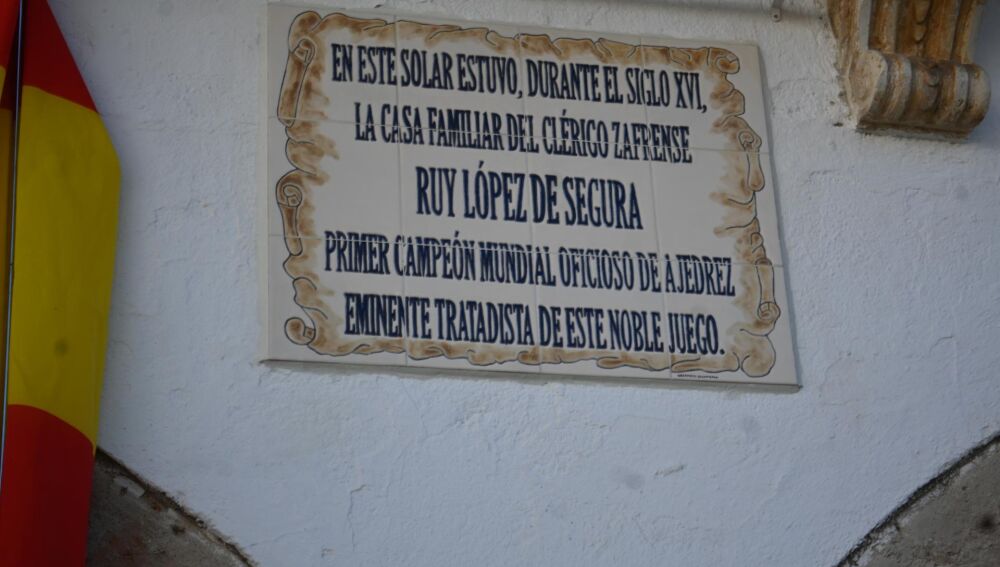 EN ESTE SOLAR ESTUVO, DURANTE EL SIGLO XVI,
LA CASA FAMILIAR DEL CLÉRIGO ZAFRENSE
RUY LÓPEZ DE SEGURA
PRIMER CAMPEÓN MUNDIAL OFICIOSO DE AJEDREZ
EMINENTE TRATADISTA DE ESTE NOBLE JUEGO.